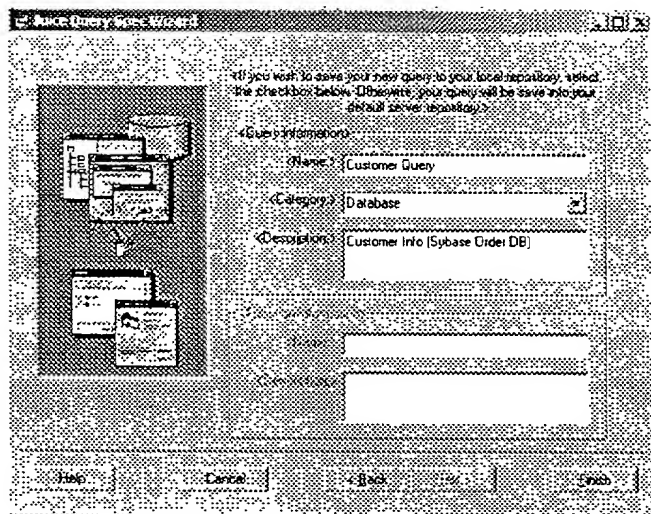 Juice Query Spec Wizard
<If you wish to save your new query to your local repository, select
the checkbox below. Otherwise, your query will be save into your
default server repository.>
<Query Information>
<Name:>
Customer Query
<Category:>
Database
<Description:>
Customer Info (Sybase Order DB)
Help
Cancel
< Back
Finish